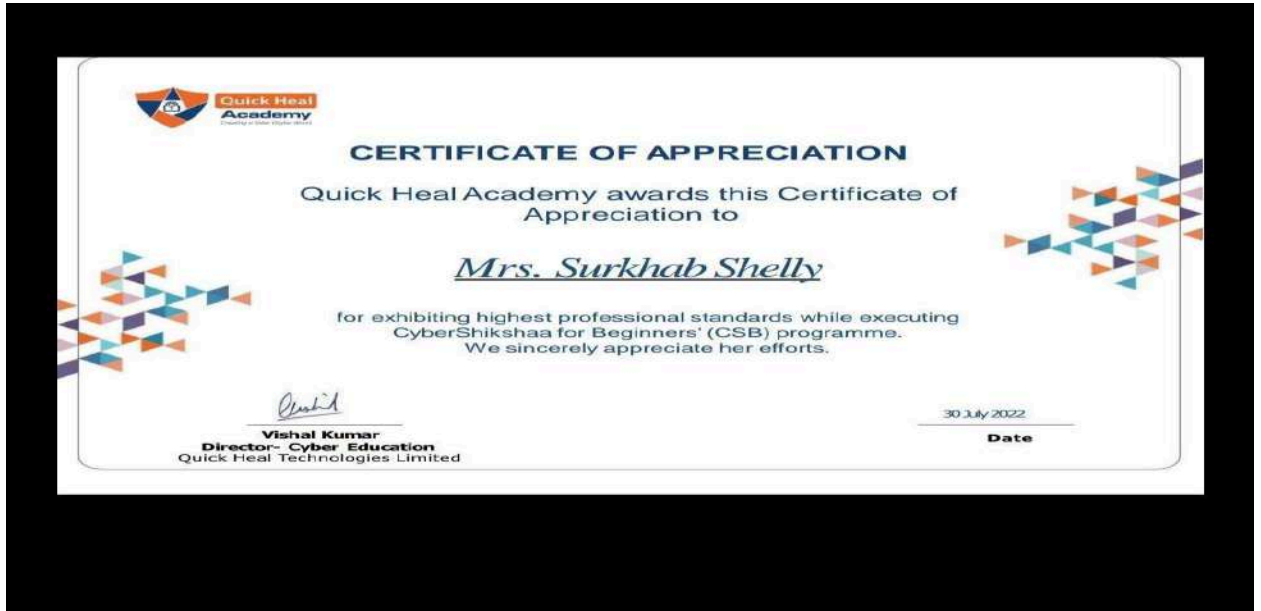 Quick Heal
Academy
CERTIFICATE OF APPRECIATION
Quick Heal Academy awards this Certificate of
Appreciation to
Mrs. Surkhab Shelly
for exhibiting highest professional standards while executing
CyberShikshaa for Beginners' (CSB) programme.
We sincerely appreciate her efforts.
30 July 2022
Vishal Kumar
Date
Director- Cyber Education
Quick Heal Technologies Limited